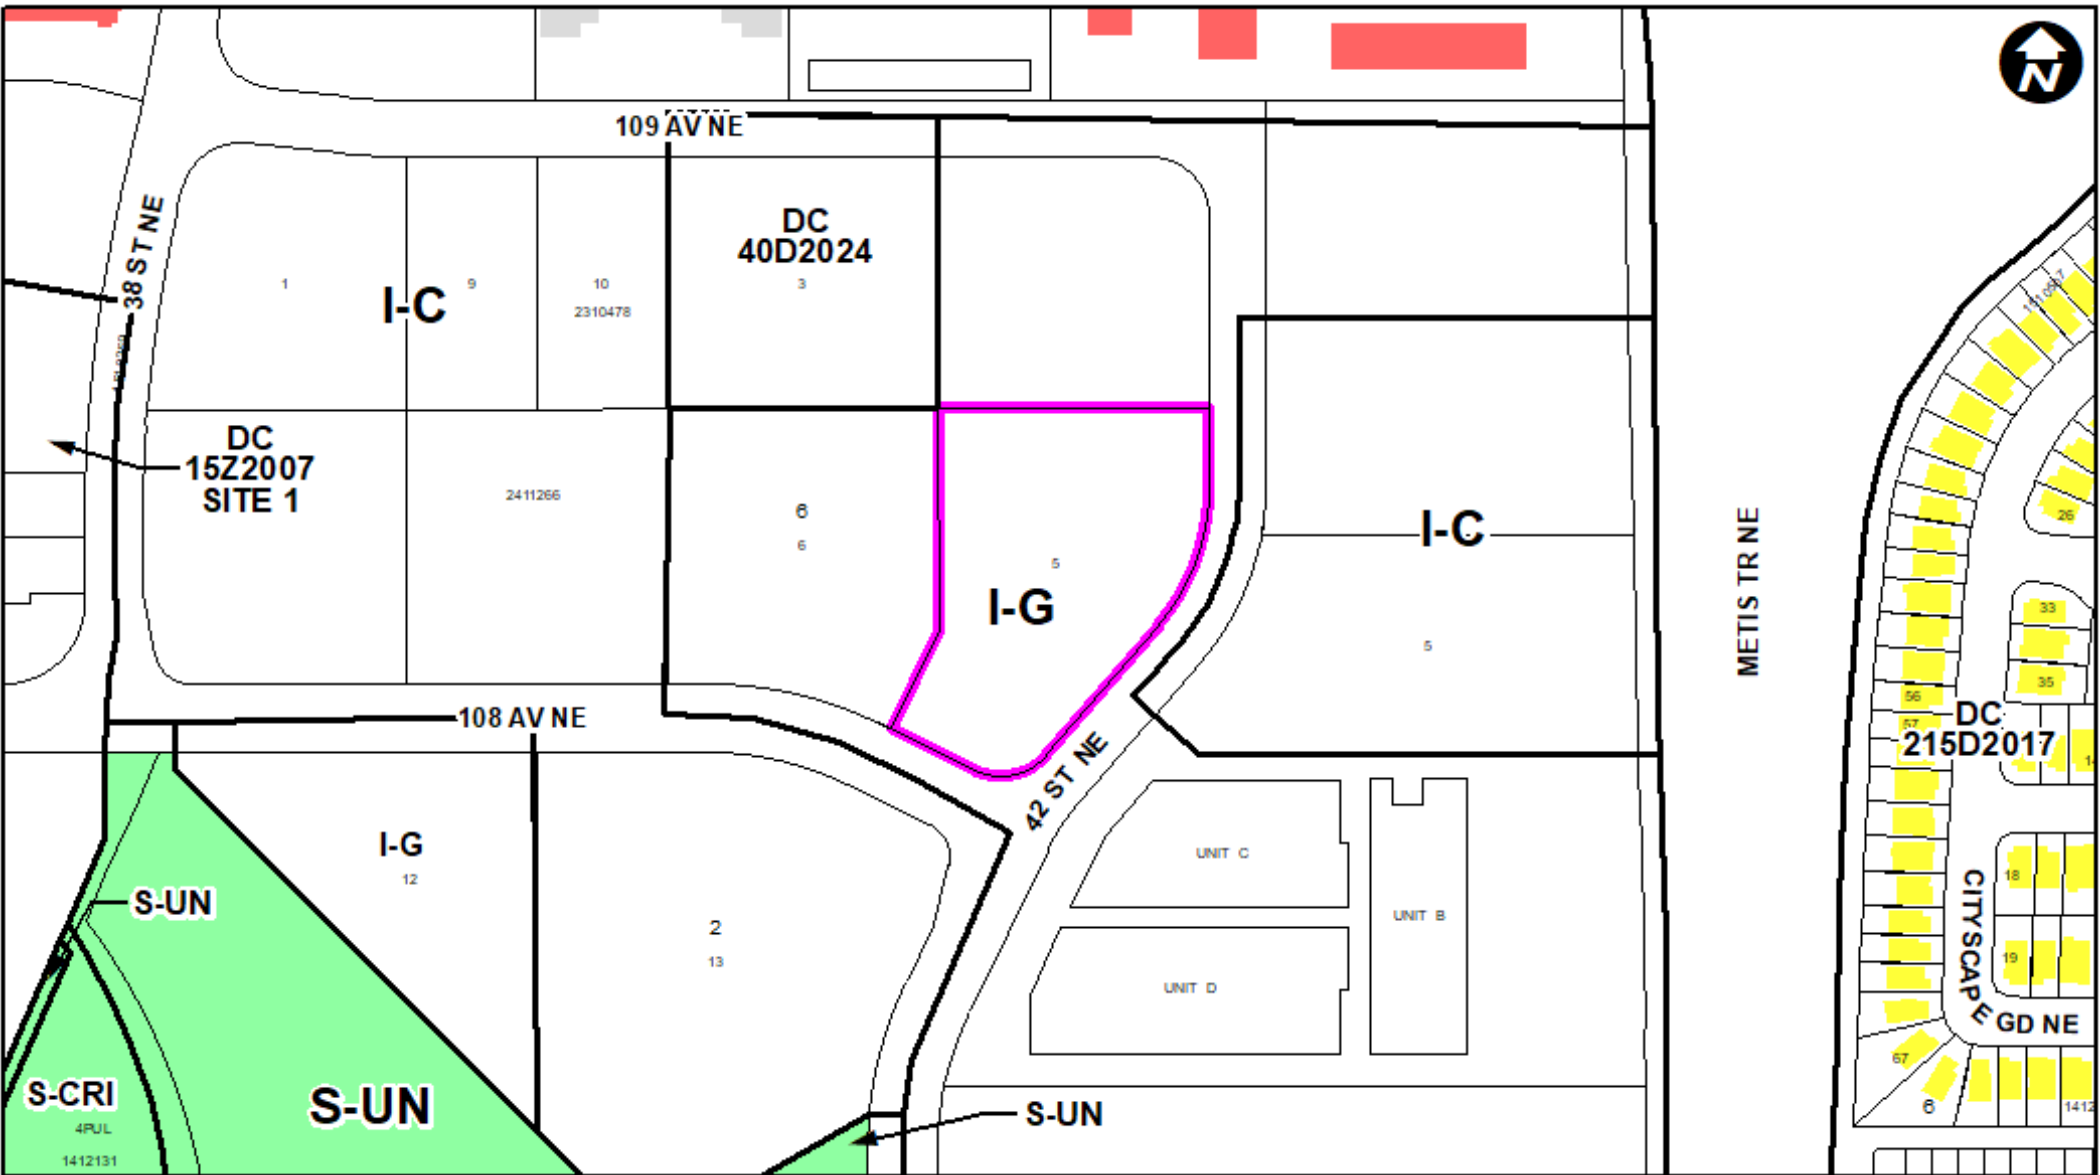 N
109 AV NE
38 ST NE
DC
40D2024
3
1
I-C
9
10
2310478
DC
15Z2007
SITE 1
2411266
6
6
5
I-G
I-C
5
METIS TR NE
26
33
35
56
57
DC
215D2017
108 AV NE
42 ST NE
I-G
12
UNIT C
UNIT B
UNIT D
2
13
S-UN
S-CRI
4PUL
1412131
S-UN
S-UN
18
19
CITYSCAPE GD NE
67
6
1412